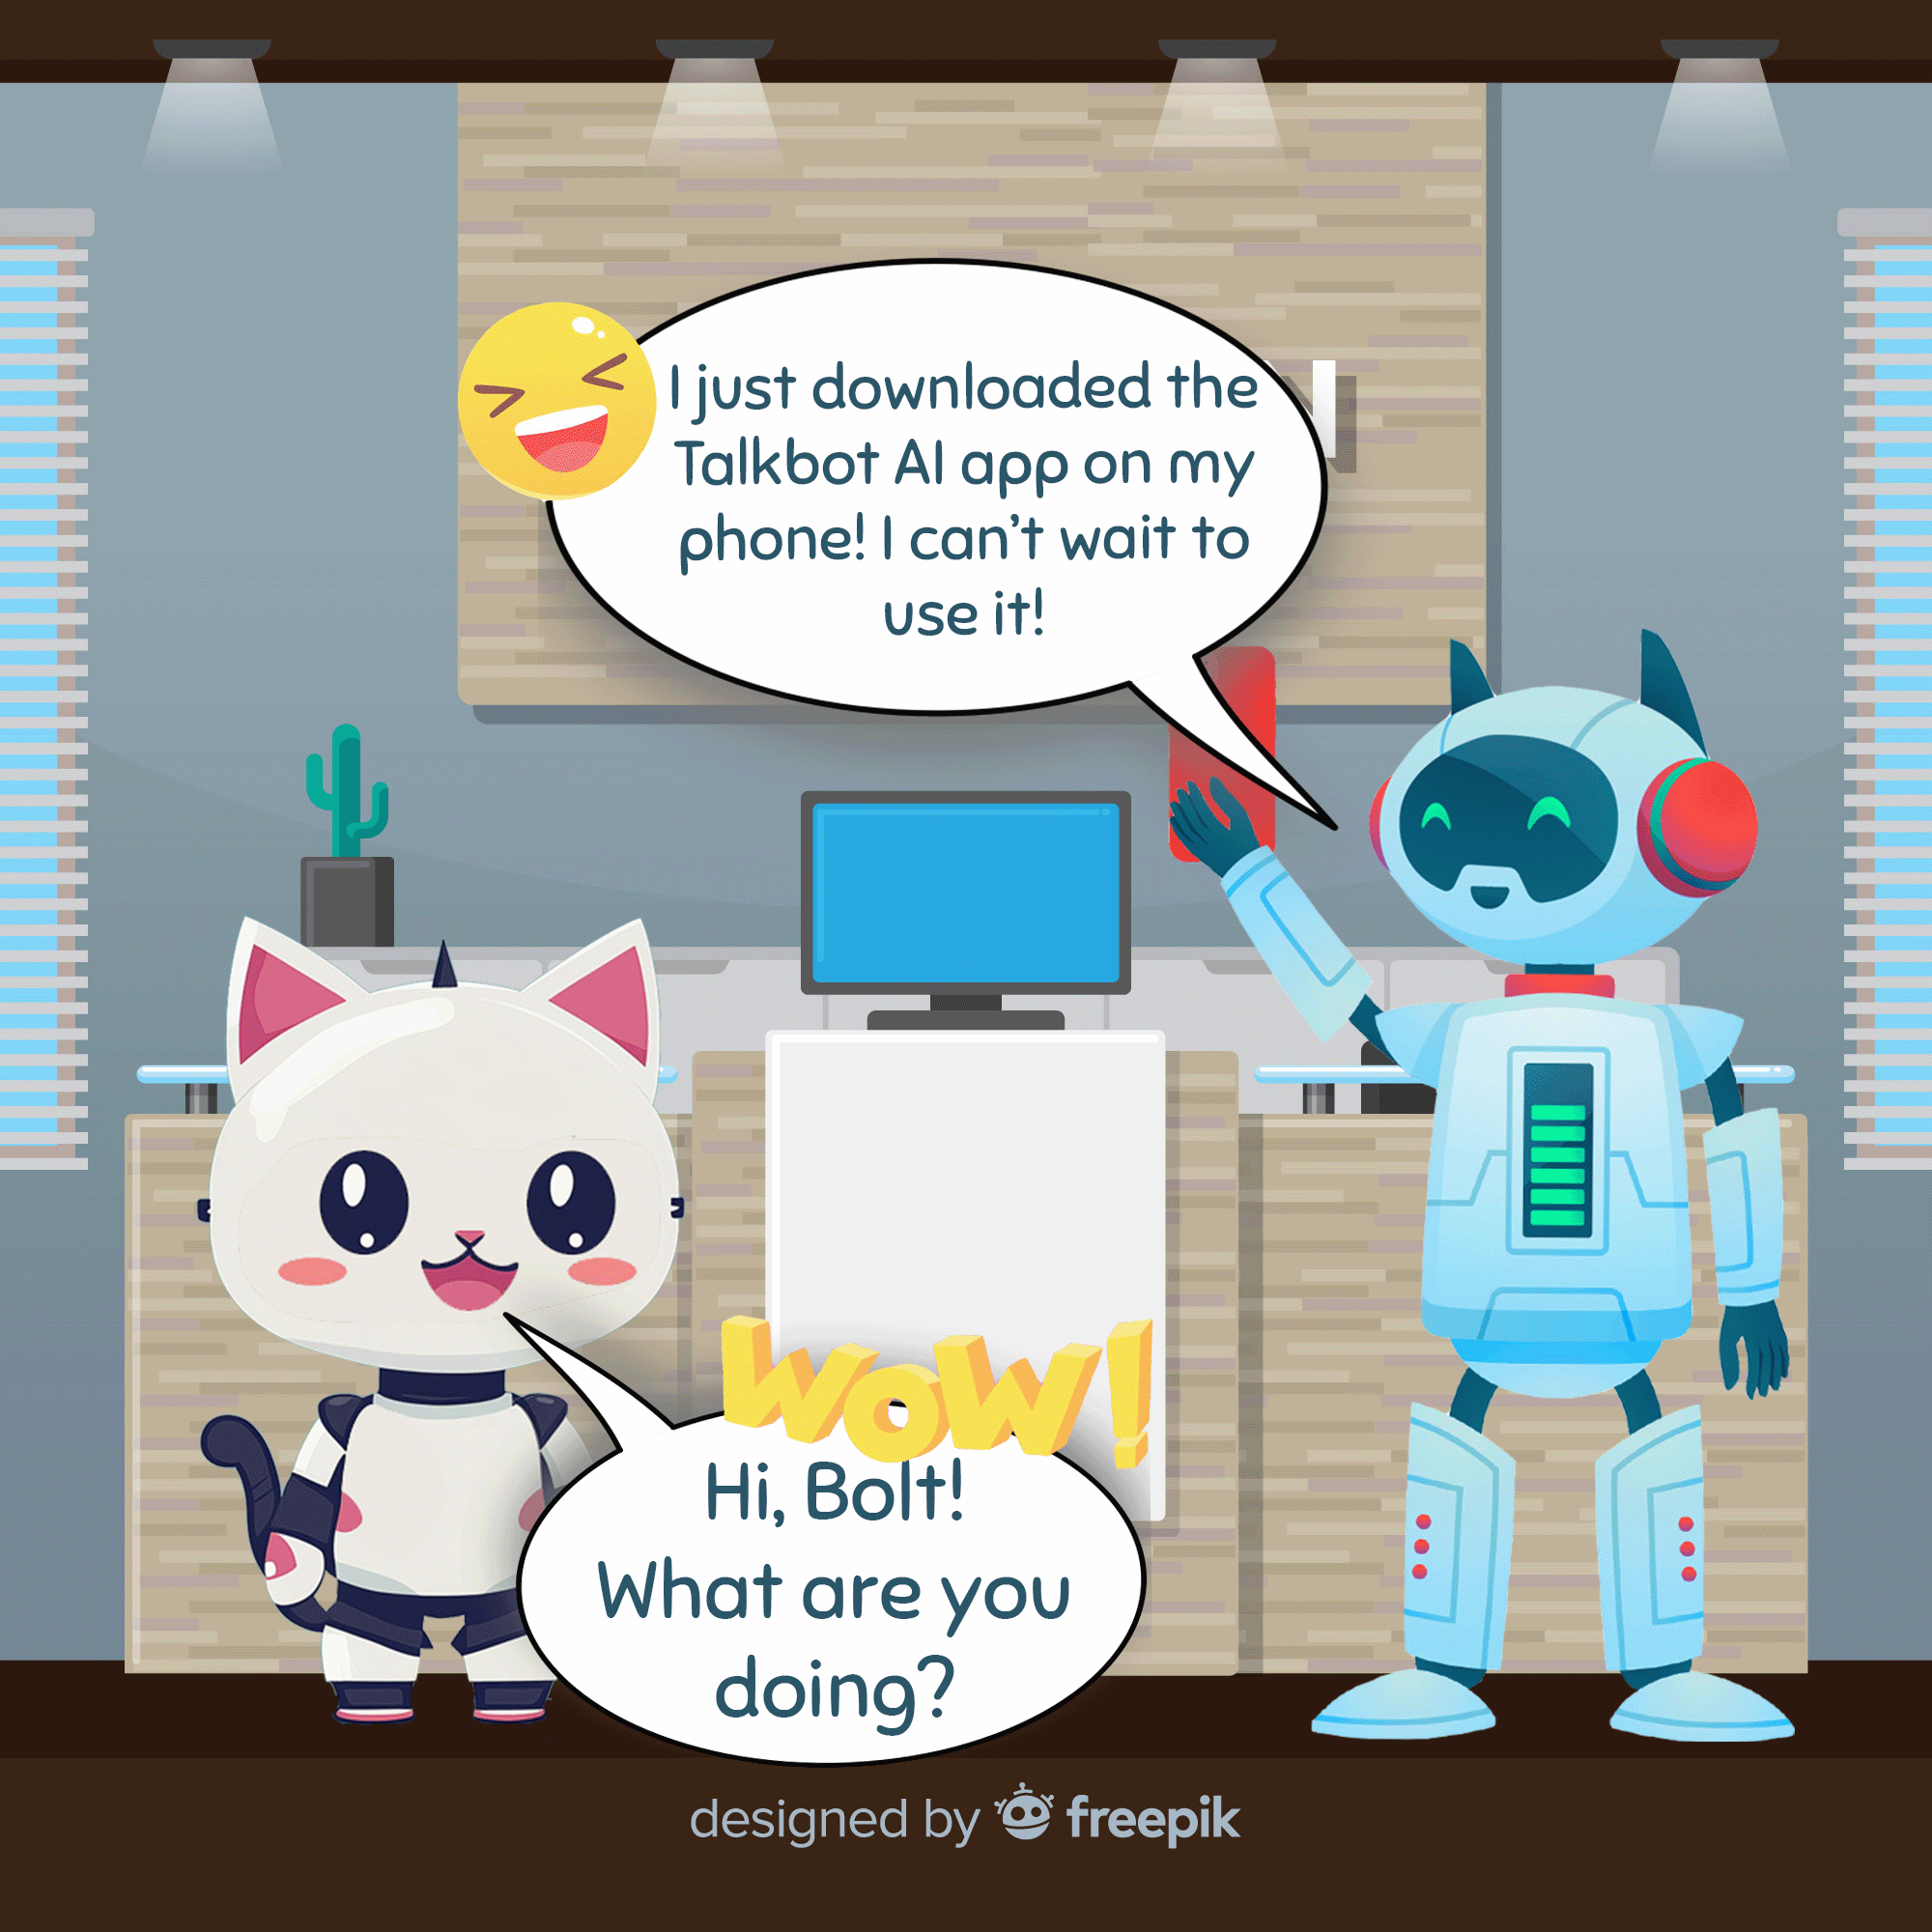 I just downloaded the
Talkbot AI app on my
phone! I can't wait to
use it!
WOW!
Hi, Bolt!
What are you
doing?
designed by freepik